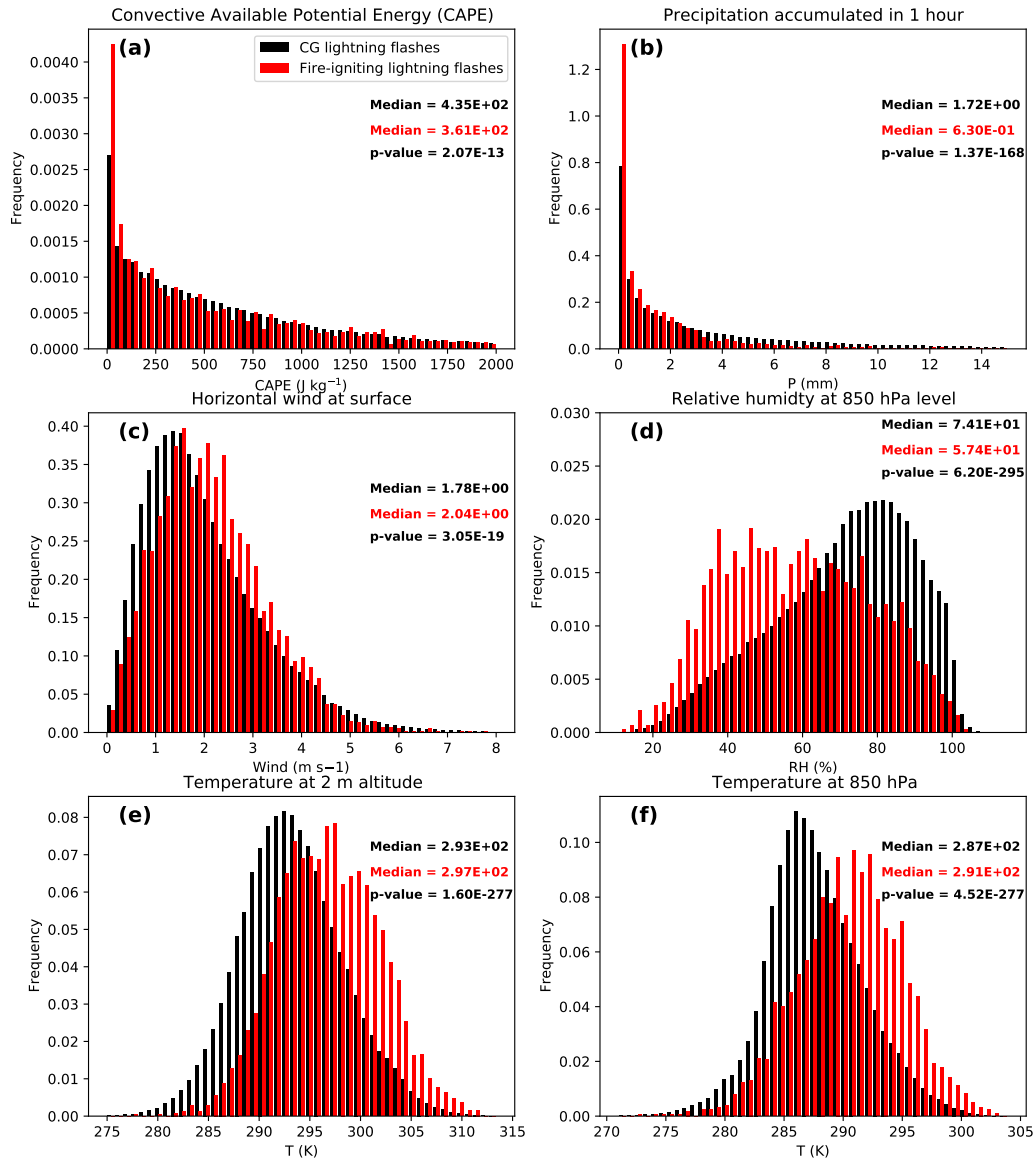 Convective Available Potential Energy (CAPE)
(a)
CG lightning flashes
Fire-igniting lightning flashes
Median = 4.35E+02
Median = 3.61E+02
p-value = 2.07E-13
Frequency
0.0040
0.0035
0.0030
0.0025
0.0020
0.0015
0.0010
0.0005
0.0000
0 250 500 750 1000 1250 1500 1750 2000
CAPE (J kg⁻¹)
Precipitation accumulated in 1 hour
(b)
Median = 1.72E+00
Median = 6.30E-01
p-value = 1.37E-168
Frequency
1.2
1.0
0.8
0.6
0.4
0.2
0.0
0 2 4 6 8 10 12 14
P (mm)
Horizontal wind at surface
(c)
Median = 1.78E+00
Median = 2.04E+00
p-value = 3.05E-19
Frequency
0.40
0.35
0.30
0.25
0.20
0.15
0.10
0.05
0.00
0 1 2 3 4 5 6 7 8
Wind (m s−1)
Relative humidty at 850 hPa level
(d)
Median = 7.41E+01
Median = 5.74E+01
p-value = 6.20E-295
Frequency
0.030
0.025
0.020
0.015
0.010
0.005
0.000
20 40 60 80 100
RH (%)
Temperature at 2 m altitude
(e)
Median = 2.93E+02
Median = 2.97E+02
p-value = 1.60E-277
Frequency
0.08
0.07
0.06
0.05
0.04
0.03
0.02
0.01
0.00
275 280 285 290 295 300 305 310 315
T (K)
Temperature at 850 hPa
(f)
Median = 2.87E+02
Median = 2.91E+02
p-value = 4.52E-277
Frequency
0.10
0.08
0.06
0.04
0.02
0.00
270 275 280 285 290 295 300 305
T (K)